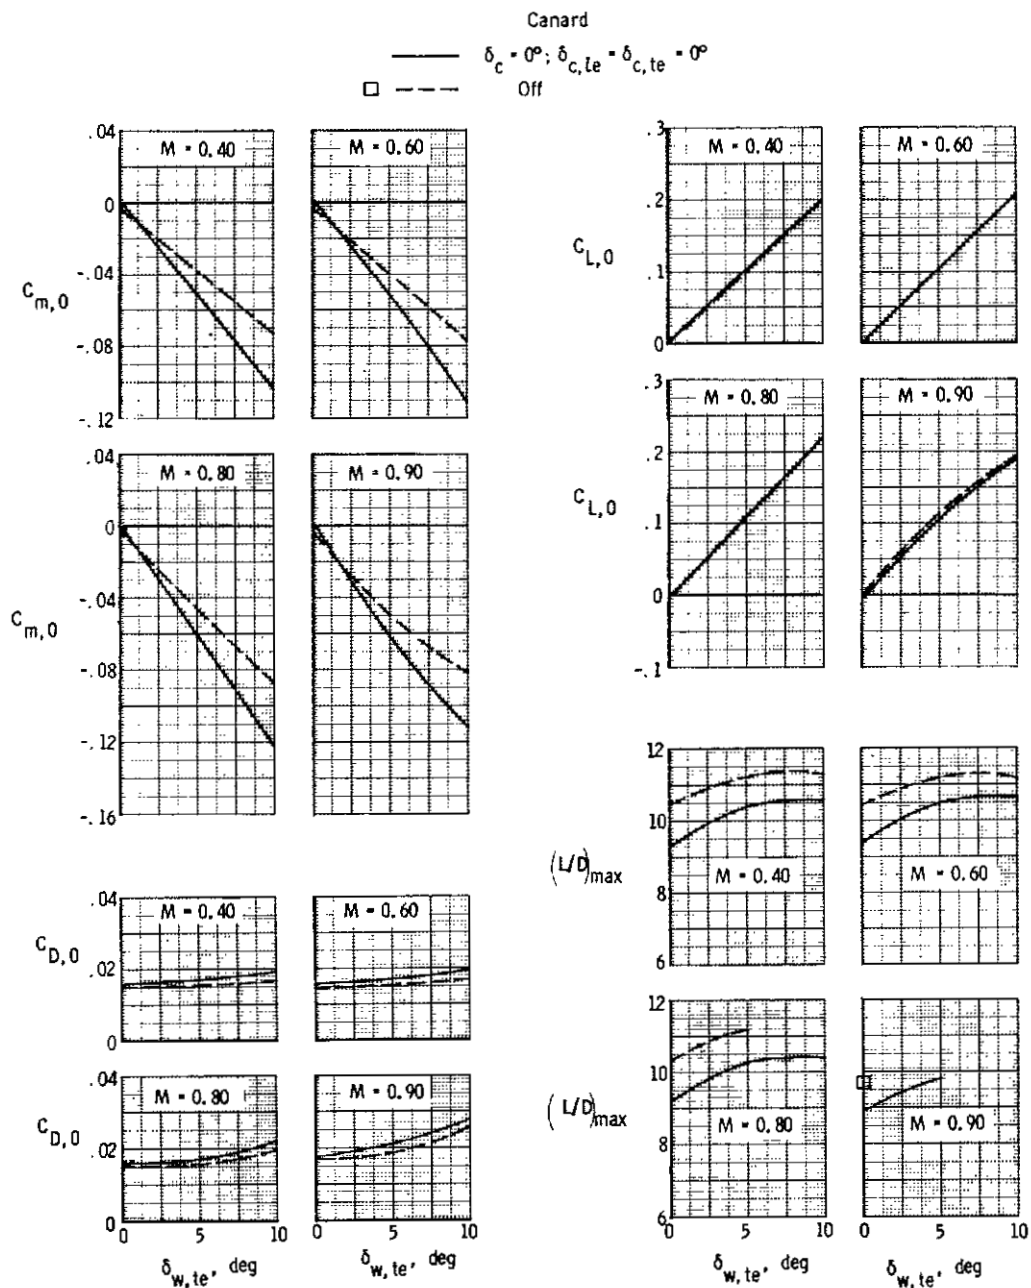 Canard
δc = 0°; δc,le = δc,te = 0°
Off
.04
0
-.04
-.08
-.12
Cm,0
M = 0.40
M = 0.60
.04
0
-.04
-.08
-.12
-.16
Cm,0
M = 0.80
M = 0.90
.04
.02
0
CD,0
M = 0.40
M = 0.60
.04
.02
0
CD,0
M = 0.80
M = 0.90
0 5 10
0 5 10
δw,te, deg
δw,te, deg
.3
.2
.1
0
CL,0
M = 0.40
M = 0.60
.3
.2
.1
0
-.1
CL,0
M = 0.80
M = 0.90
12
10
8
6
(L/D)max
M = 0.40
M = 0.60
12
10
8
6
(L/D)max
M = 0.80
M = 0.90
0 5 10
0 5 10
δw,te, deg
δw,te, deg